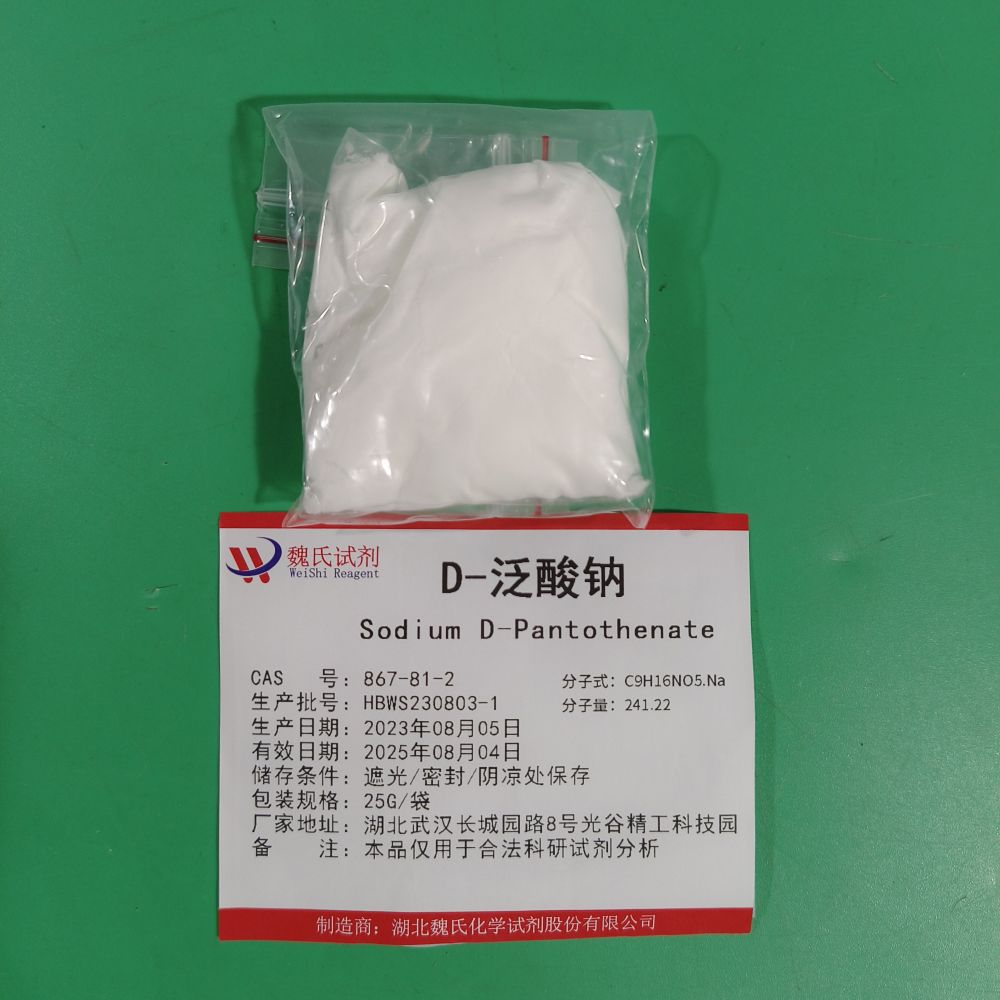 魏氏试剂
WeiShi Reagent
D-泛酸钠
Sodium D-Pantothenate
CAS 号：867-81-2
分子式：C9H16NO5.Na
生产批号：HBWS230803-1
分子量：241.22
生产日期：2023年08月05日
有效日期：2025年08月04日
储存条件：遮光/密封/阴凉处保存
包装规格：25G/袋
厂家地址：湖北武汉长城园路8号光谷精工科技园
备 注：本品仅用于合法科研试剂分析
制造商：湖北魏氏化学试剂股份有限公司